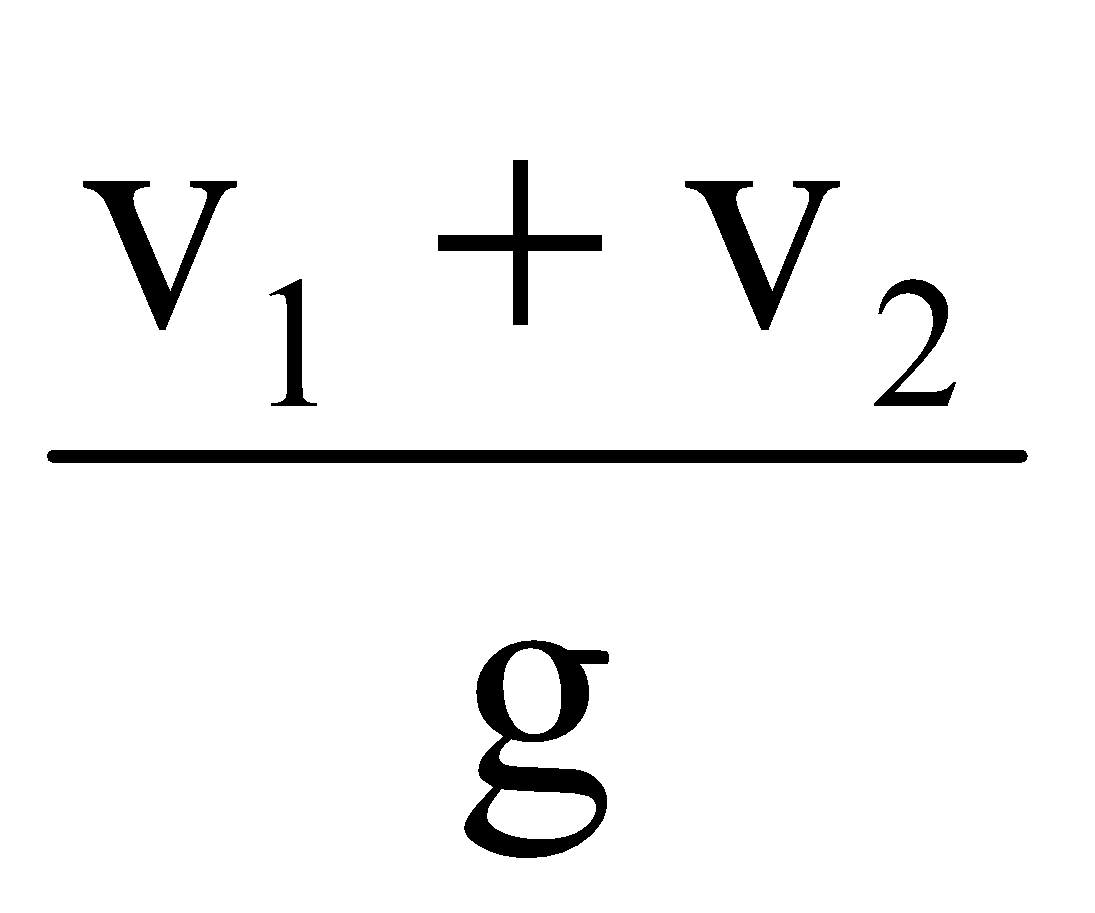 v₁ + v₂
g